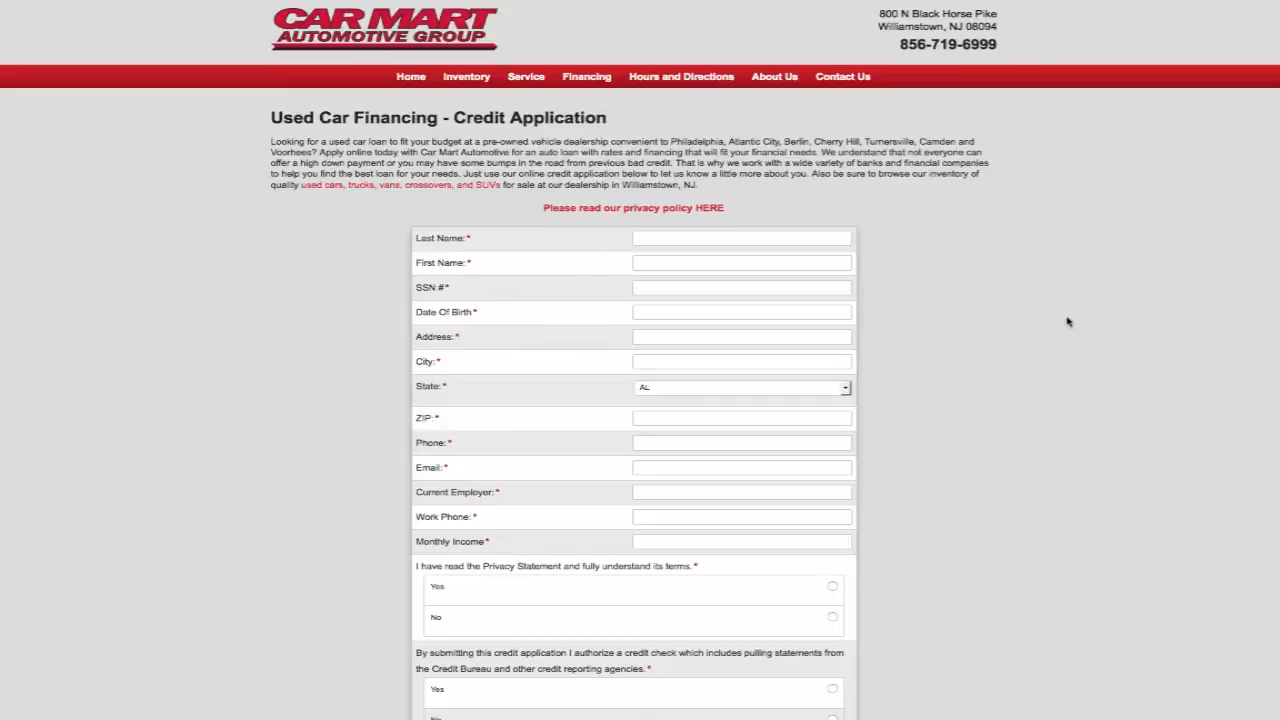 CAR MART
AUTOMOTIVE GROUP
800 N Black Horse Pike
Williamstown, NJ 08094
856-719-6999
Home Inventory Service Financing Hours and Directions About Us Contact Us
Used Car Financing - Credit Application
Looking for a used car loan to fit your budget at a pre-owned vehicle dealership convenient to Philadelphia, Atlantic City, Berlin, Cherry Hill, Turnersville, Camden and
Voorhees? Apply online today with Car Mart Automotive for an auto loan with rates and financing that will fit your financial needs. We understand that not everyone can
offer a high down payment or you may have some bumps in the road from previous bad credit. That is why we work with a wide variety of banks and financial companies
to help you find the best loan for your needs. Just use our online credit application below to let us know a little more about you. Also be sure to browse our inventory of
quality used cars, trucks, vans, crossovers, and SUVs for sale at our dealership in Williamstown, NJ.
Please read our privacy policy HERE
Last Name:*
First Name:*
SSN #*
Date Of Birth*
Address:*
City:*
State:* AL
ZIP:*
Phone:*
Email:*
Current Employer:*
Work Phone:*
Monthly Income*
I have read the Privacy Statement and fully understand its terms.*
Yes
No
By submitting this credit application I authorize a credit check which includes pulling statements from
the Credit Bureau and other credit reporting agencies.*
Yes
No